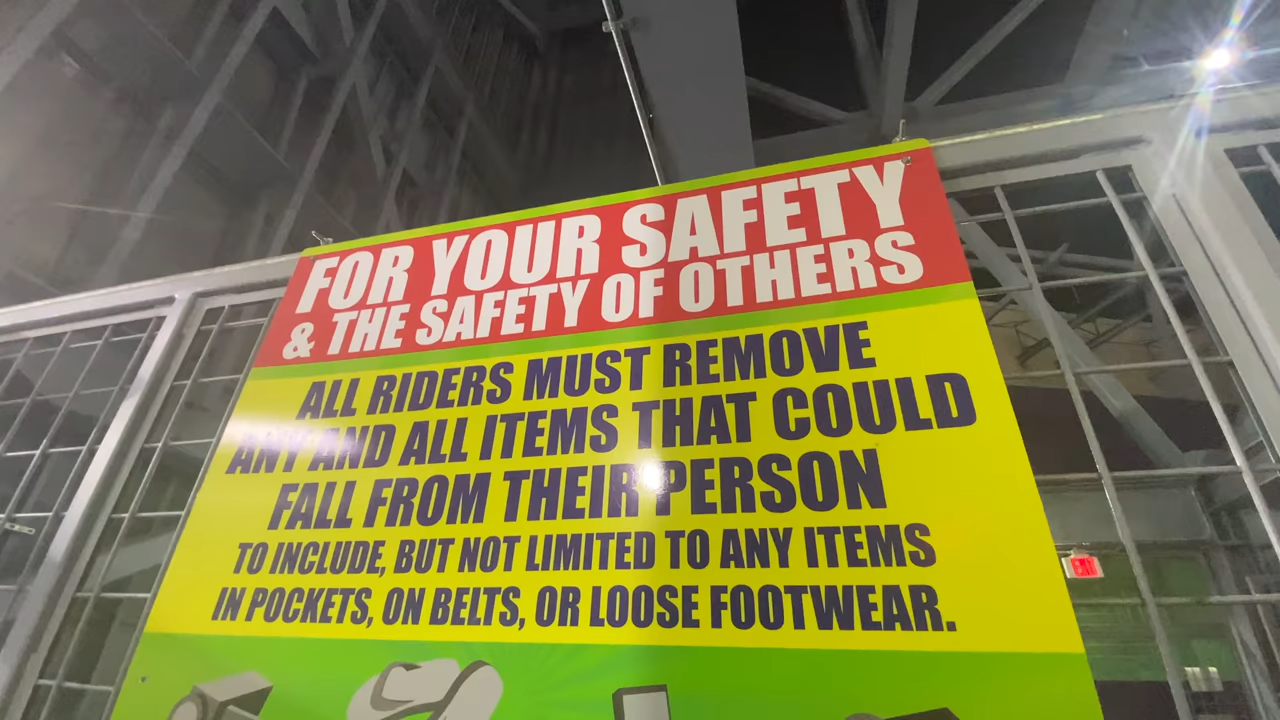 FOR YOUR SAFETY
& THE SAFETY OF OTHERS
ALL RIDERS MUST REMOVE
ANY AND ALL ITEMS THAT COULD
FALL FROM THEIR PERSON
TO INCLUDE, BUT NOT LIMITED TO ANY ITEMS
IN POCKETS, ON BELTS, OR LOOSE FOOTWEAR.